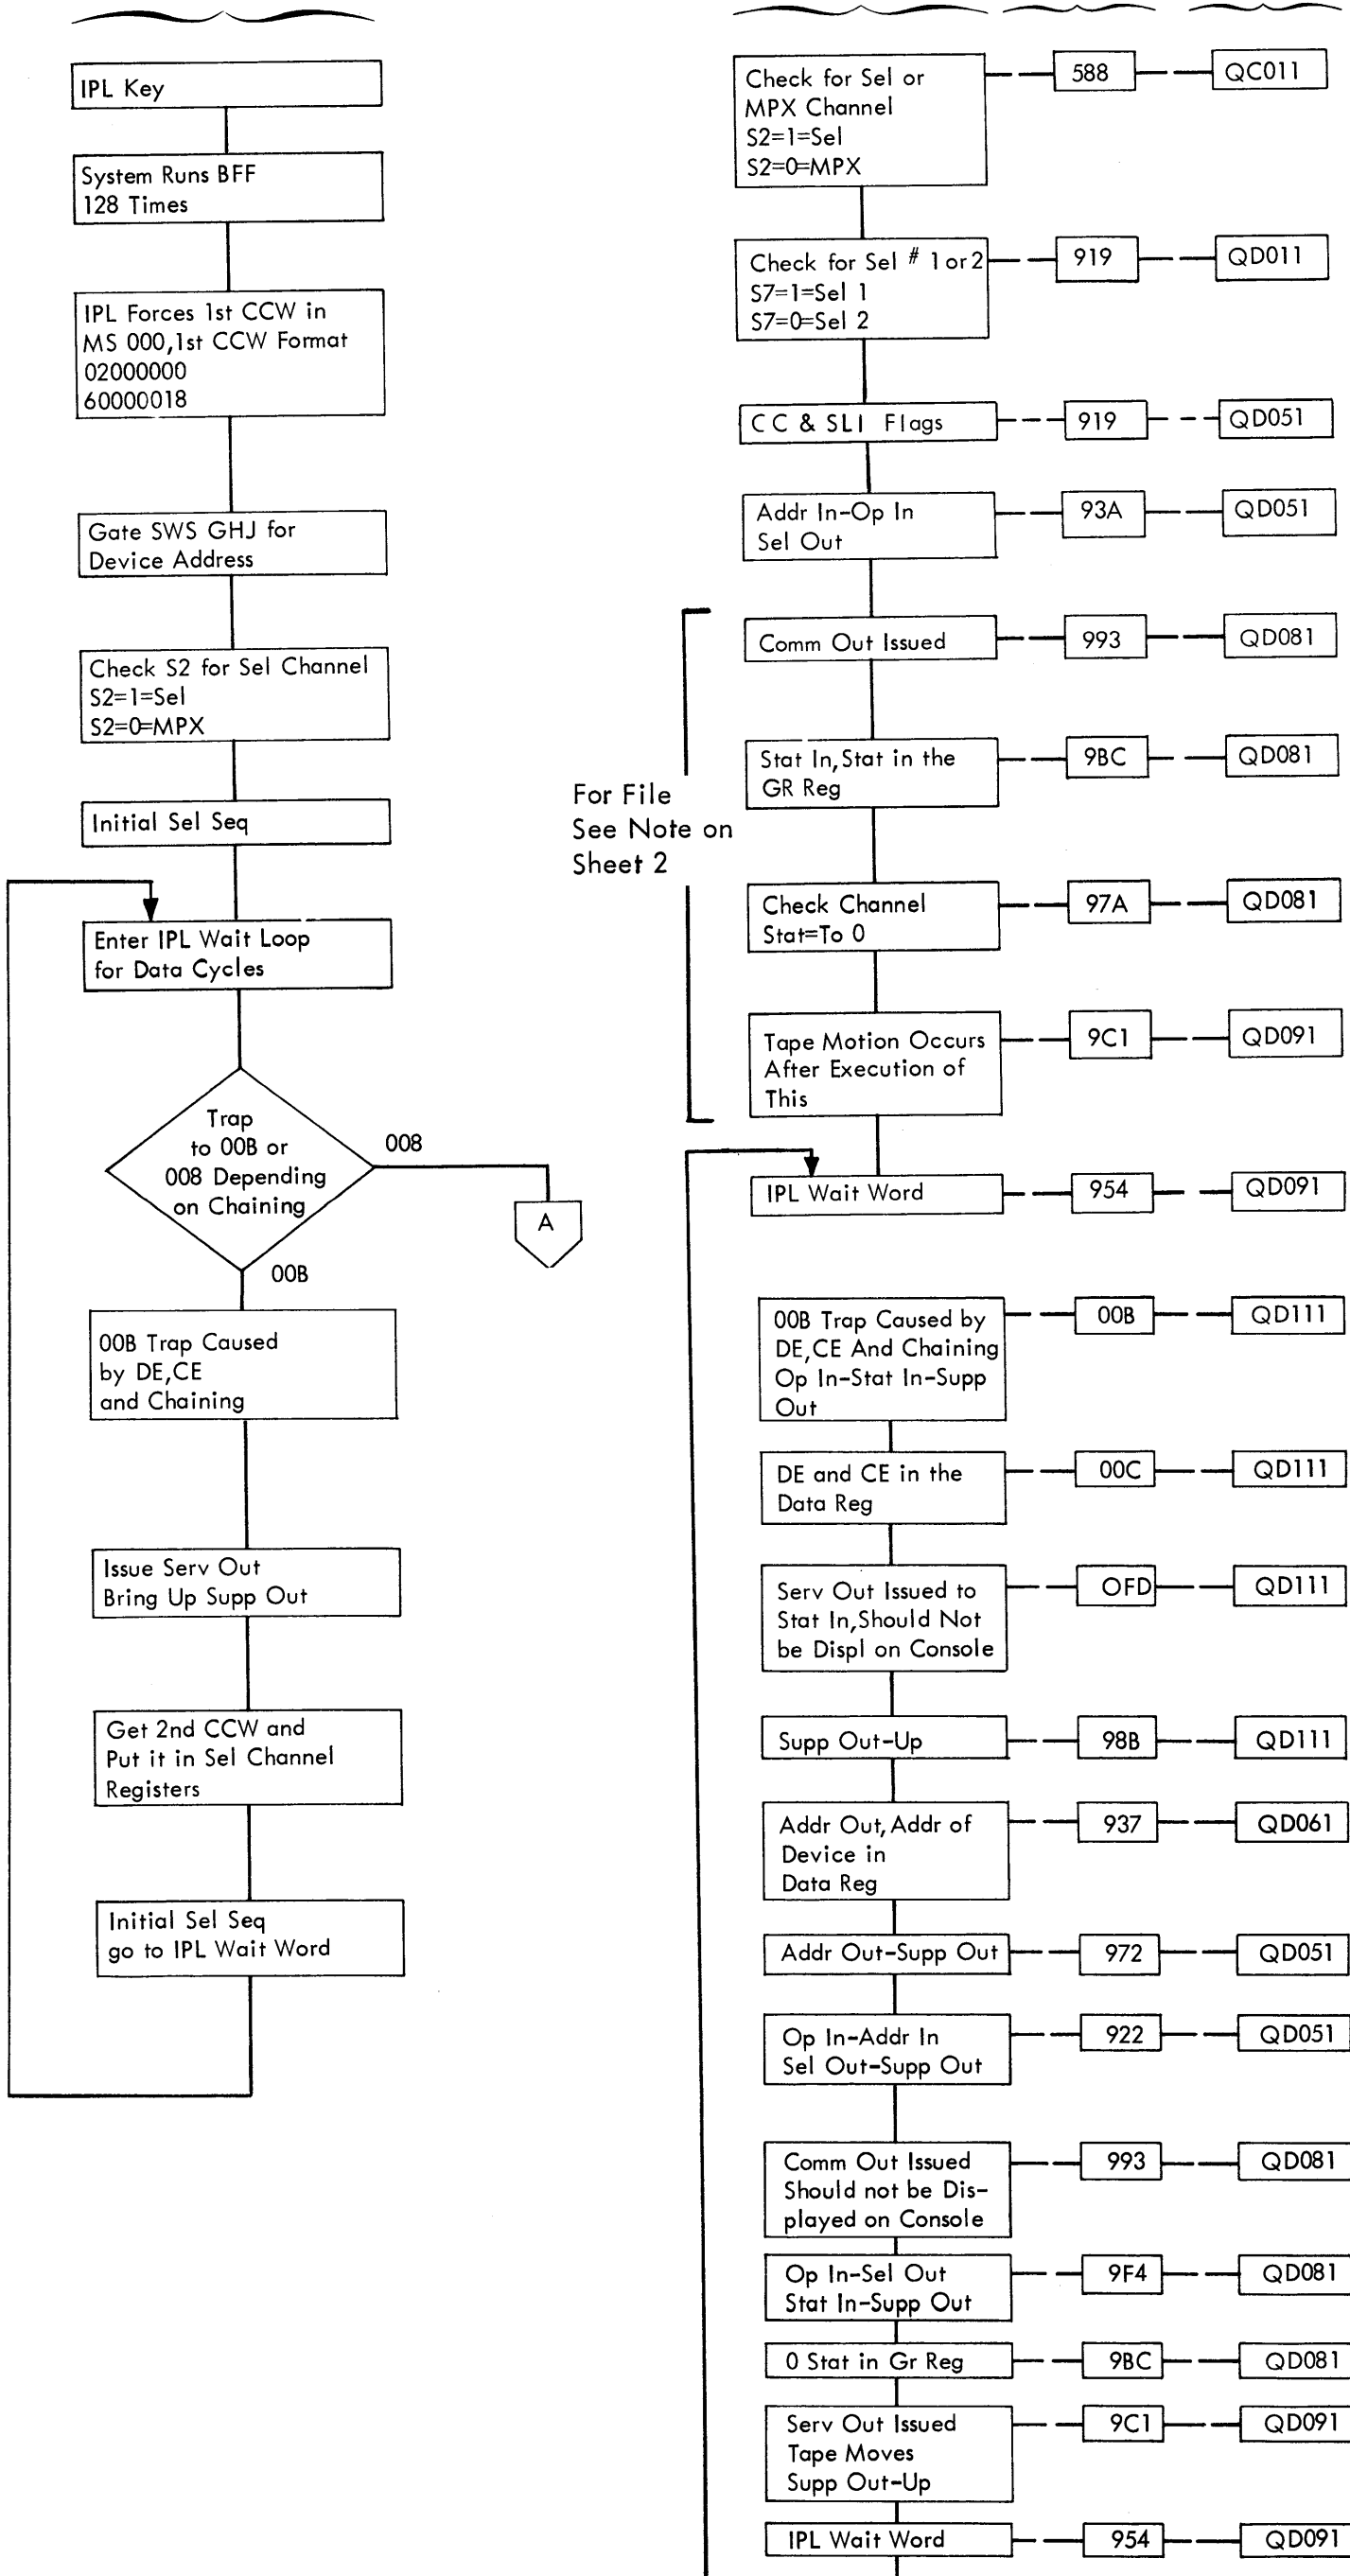 IPL Key
System Runs BFF
128 Times
IPL Forces 1st CCW in
MS 000,1st CCW Format
02000000
60000018
Gate SWS GHJ for
Device Address
Check S2 for Sel Channel
S2=1=Sel
S2=0=MPX
Initial Sel Seq
Enter IPL Wait Loop
for Data Cycles
Trap
to 00B or
008 Depending
on Chaining
008
A
00B
00B Trap Caused
by DE,CE
and Chaining
Issue Serv Out
Bring Up Supp Out
Get 2nd CCW and
Put it in Sel Channel
Registers
Initial Sel Seq
go to IPL Wait Word
For File
See Note on
Sheet 2
Check for Sel or
MPX Channel
S2=1=Sel
S2=0=MPX
588
QC011
Check for Sel # 1 or 2
S7=1=Sel 1
S7=0=Sel 2
919
QD011
CC & SLI Flags
919
QD051
Addr In-Op In
Sel Out
93A
QD051
Comm Out Issued
993
QD081
Stat In,Stat in the
GR Reg
9BC
QD081
Check Channel
Stat=To 0
97A
QD081
Tape Motion Occurs
After Execution of
This
9C1
QD091
IPL Wait Word
954
QD091
00B Trap Caused by
DE,CE And Chaining
Op In-Stat In-Supp
Out
00B
QD111
DE and CE in the
Data Reg
00C
QD111
Serv Out Issued to
Stat In,Should Not
be Displ on Console
OFD
QD111
Supp Out-Up
98B
QD111
Addr Out,Addr of
Device in
Data Reg
937
QD061
Addr Out-Supp Out
972
QD051
Op In-Addr In
Sel Out-Supp Out
922
QD051
Comm Out Issued
Should not be Dis-
played on Console
993
QD081
Op In-Sel Out
Stat In-Supp Out
9F4
QD081
0 Stat in Gr Reg
9BC
QD081
Serv Out Issued
Tape Moves
Supp Out-Up
9C1
QD091
IPL Wait Word
954
QD091